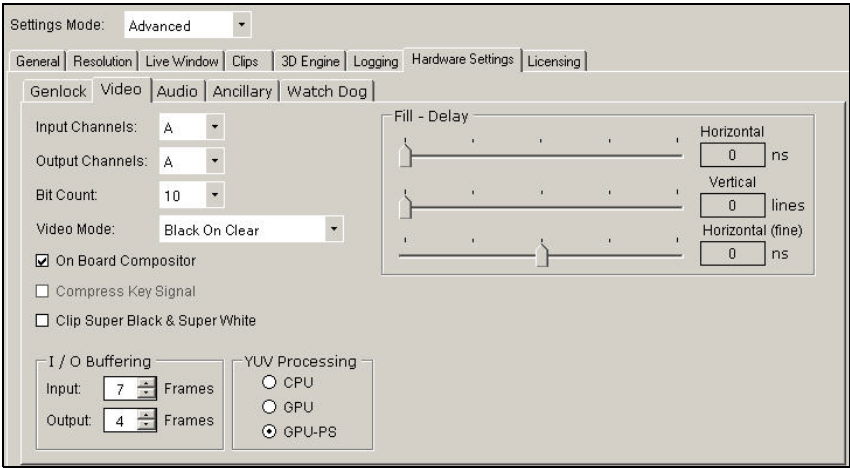 Settings Mode: Advanced
General Resolution Live Window Clips 3D Engine Logging Hardware Settings Licensing
Genlock Video Audio Ancillary Watch Dog
Input Channels: A
Output Channels: A
Bit Count: 10
Video Mode: Black On Clear
On Board Compositor
Compress Key Signal
Clip Super Black & Super White
I / O Buffering
Input: 7 Frames
Output: 4 Frames
YUV Processing
CPU
GPU
GPU-PS
Fill - Delay
Horizontal
0 ns
Vertical
0 lines
Horizontal (fine)
0 ns